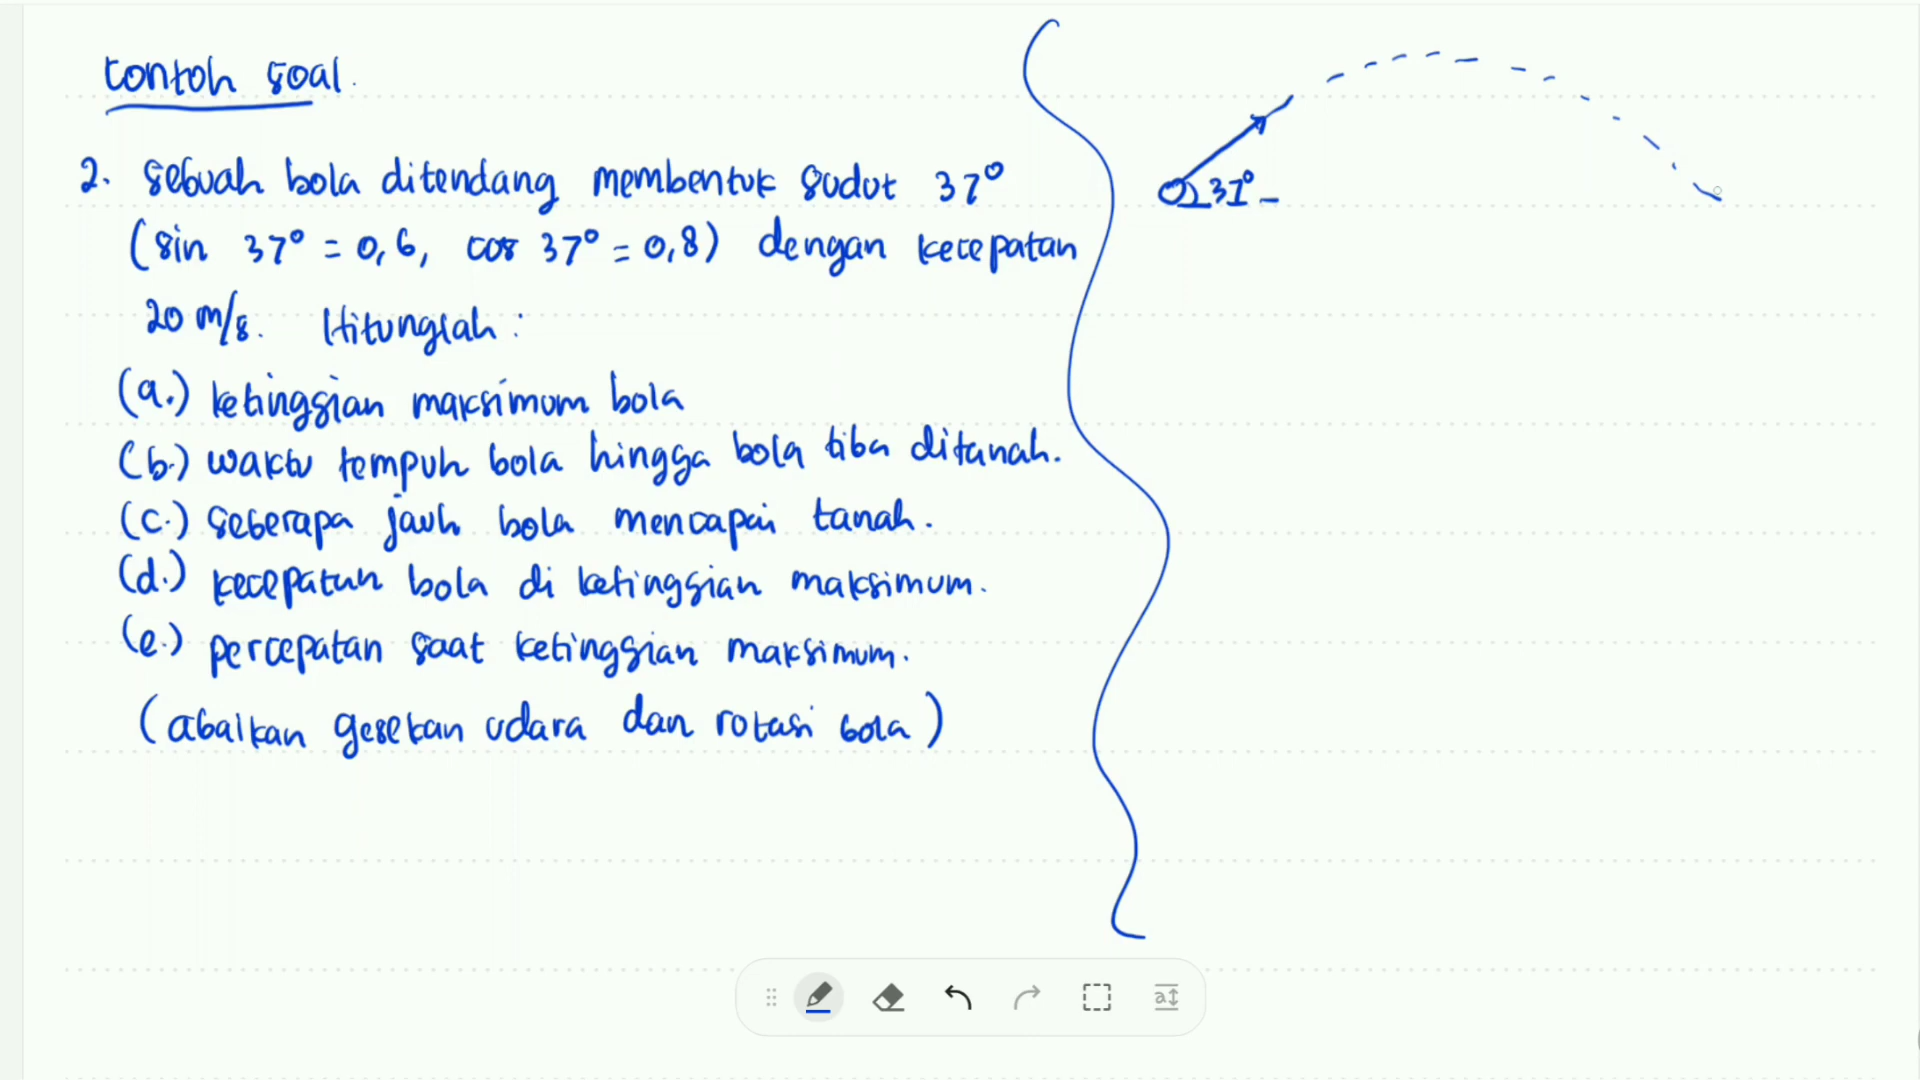 contoh soal.
2. sebuah bola ditendang membentuk sudut 37°
(sin 37° = 0,6, cos 37° = 0,8) dengan kecepatan
20 m/s. Hitunglah :
(a.) ketinggian maksimum bola
(b.) waktu tempuh bola hingga bola tiba ditanah.
(c.) seberapa jauh bola mencapai tanah.
(d.) kecepatan bola di ketinggian maksimum.
(e.) percepatan saat ketinggian maksimum.
(abaikan gesekan udara dan rotasi bola)
37°